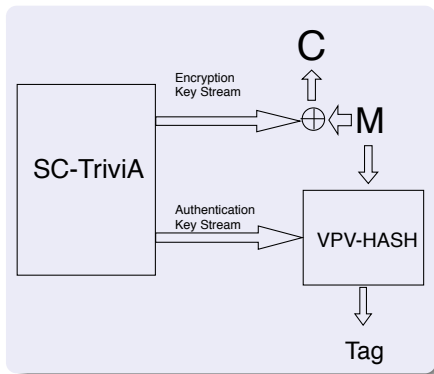 C
Encryption
Key Stream
M
SC-TriviA
Authentication
Key Stream
VPV-HASH
Tag